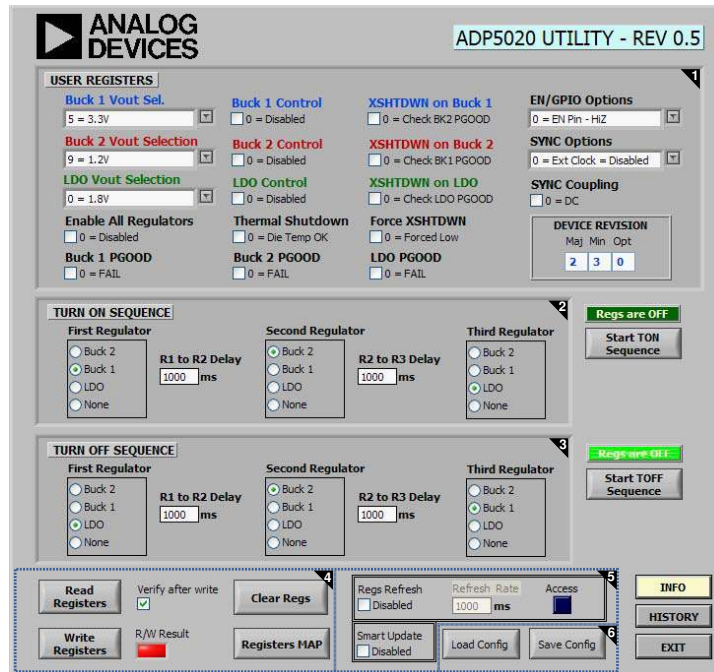 ANALOG
DEVICES
ADP5020 UTILITY - REV 0.5
1
USER REGISTERS
Buck 1 Vout Sel.
5 = 3.3V
Buck 1 Control
0 = Disabled
XSHTDWN on Buck 1
0 = Check BK2 PGOOD
EN/GPIO Options
0 = EN Pin - HiZ
Buck 2 Vout Selection
9 = 1.2V
Buck 2 Control
0 = Disabled
XSHTDWN on Buck 2
0 = Check BK1 PGOOD
SYNC Options
0 = Ext Clock = Disabled
LDO Vout Selection
0 = 1.8V
LDO Control
0 = Disabled
XSHTDWN on LDO
0 = Check LDO PGOOD
SYNC Coupling
0 = DC
Enable All Regulators
0 = Disabled
Thermal Shutdown
0 = Die Temp OK
Force XSHTDWN
0 = Forced Low
DEVICE REVISION
Maj Min Opt
2 3 0
Buck 1 PGOOD
0 = FAIL
Buck 2 PGOOD
0 = FAIL
LDO PGOOD
0 = FAIL
2
TURN ON SEQUENCE
First Regulator
Buck 2
Buck 1
LDO
None
R1 to R2 Delay
1000 ms
Second Regulator
Buck 2
Buck 1
LDO
None
R2 to R3 Delay
1000 ms
Third Regulator
Buck 2
Buck 1
LDO
None
Regs are OFF
Start TON
Sequence
3
TURN OFF SEQUENCE
First Regulator
Buck 2
Buck 1
LDO
None
R1 to R2 Delay
1000 ms
Second Regulator
Buck 2
Buck 1
LDO
None
R2 to R3 Delay
1000 ms
Third Regulator
Buck 2
Buck 1
LDO
None
Regs are OFF
Start TOFF
Sequence
4
Read
Registers
Verify after write
Clear Regs
Write
Registers
R/W Result
Registers MAP
5
Regs Refresh
Disabled
Refresh Rate
1000 ms
Access
6
Smart Update
Disabled
Load Config
Save Config
INFO
HISTORY
EXIT